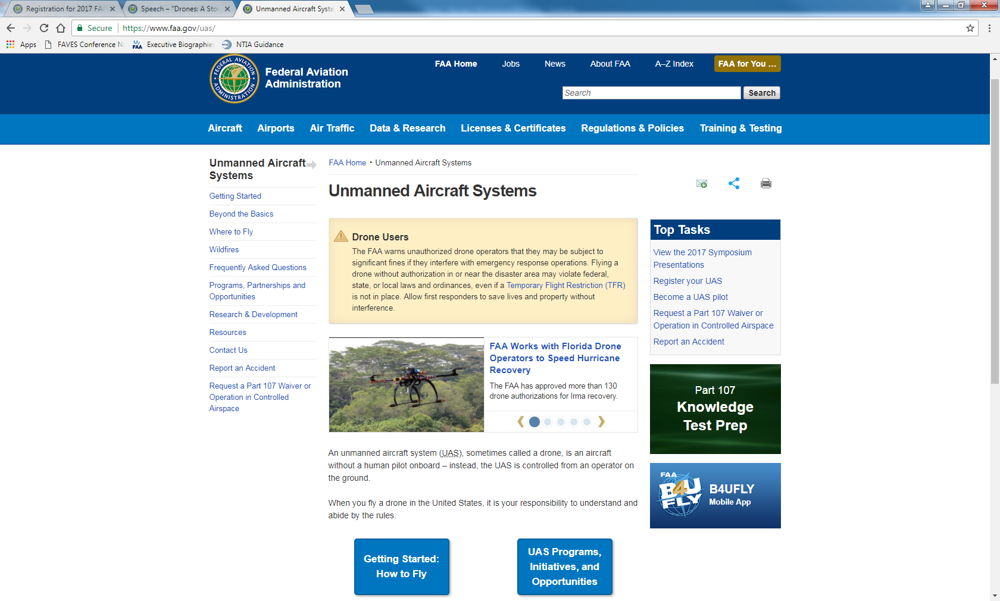 Registration for 2017 FAA
Speech – "Drones: A Stor
Unmanned Aircraft Syste
Secure
https://www.faa.gov/uas/
Apps
FAVES Conference
My FAA
Executive Biographies
NTIA
NTIA Guidance
FEDERAL AVIATION
ADMINISTRATION
Federal Aviation
Administration
FAA Home
Jobs
News
About FAA
A–Z Index
FAA for You ...
Search
Search
Aircraft
Airports
Air Traffic
Data & Research
Licenses & Certificates
Regulations & Policies
Training & Testing
Unmanned Aircraft
Systems
Getting Started
Beyond the Basics
Where to Fly
Wildfires
Frequently Asked Questions
Programs, Partnerships and
Opportunities
Research & Development
Resources
Contact Us
Report an Accident
Request a Part 107 Waiver or
Operation in Controlled
Airspace
FAA Home ‣ Unmanned Aircraft Systems
Unmanned Aircraft Systems
Drone Users
The FAA warns unauthorized drone operators that they may be subject to
significant fines if they interfere with emergency response operations. Flying a
drone without authorization in or near the disaster area may violate federal,
state, or local laws and ordinances, even if a Temporary Flight Restriction (TFR)
is not in place. Allow first responders to save lives and property without
interference.
FAA Works with Florida Drone
Operators to Speed Hurricane
Recovery
The FAA has approved more than 130
drone authorizations for Irma recovery.
An unmanned aircraft system (UAS), sometimes called a drone, is an aircraft
without a human pilot onboard – instead, the UAS is controlled from an operator on
the ground.
When you fly a drone in the United States, it is your responsibility to understand and
abide by the rules.
Getting Started:
How to Fly
UAS Programs,
Initiatives, and
Opportunities
Top Tasks
View the 2017 Symposium
Presentations
Register your UAS
Become a UAS pilot
Request a Part 107 Waiver or
Operation in Controlled Airspace
Report an Accident
Part 107
Knowledge
Test Prep
FAA
B4U
FLY
B4UFLY
Mobile App